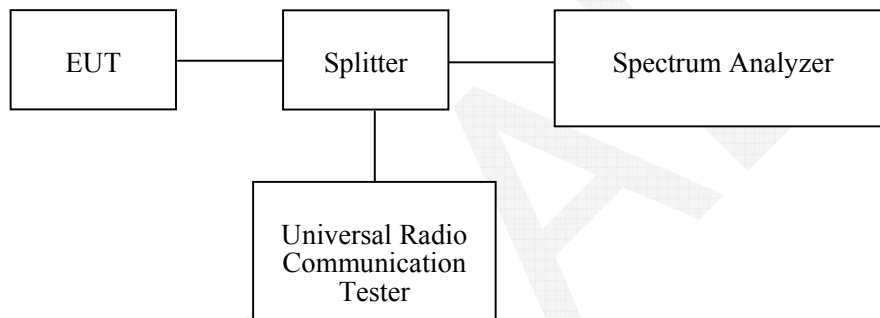 EUT
Splitter
Spectrum Analyzer
Universal Radio
Communication
Tester